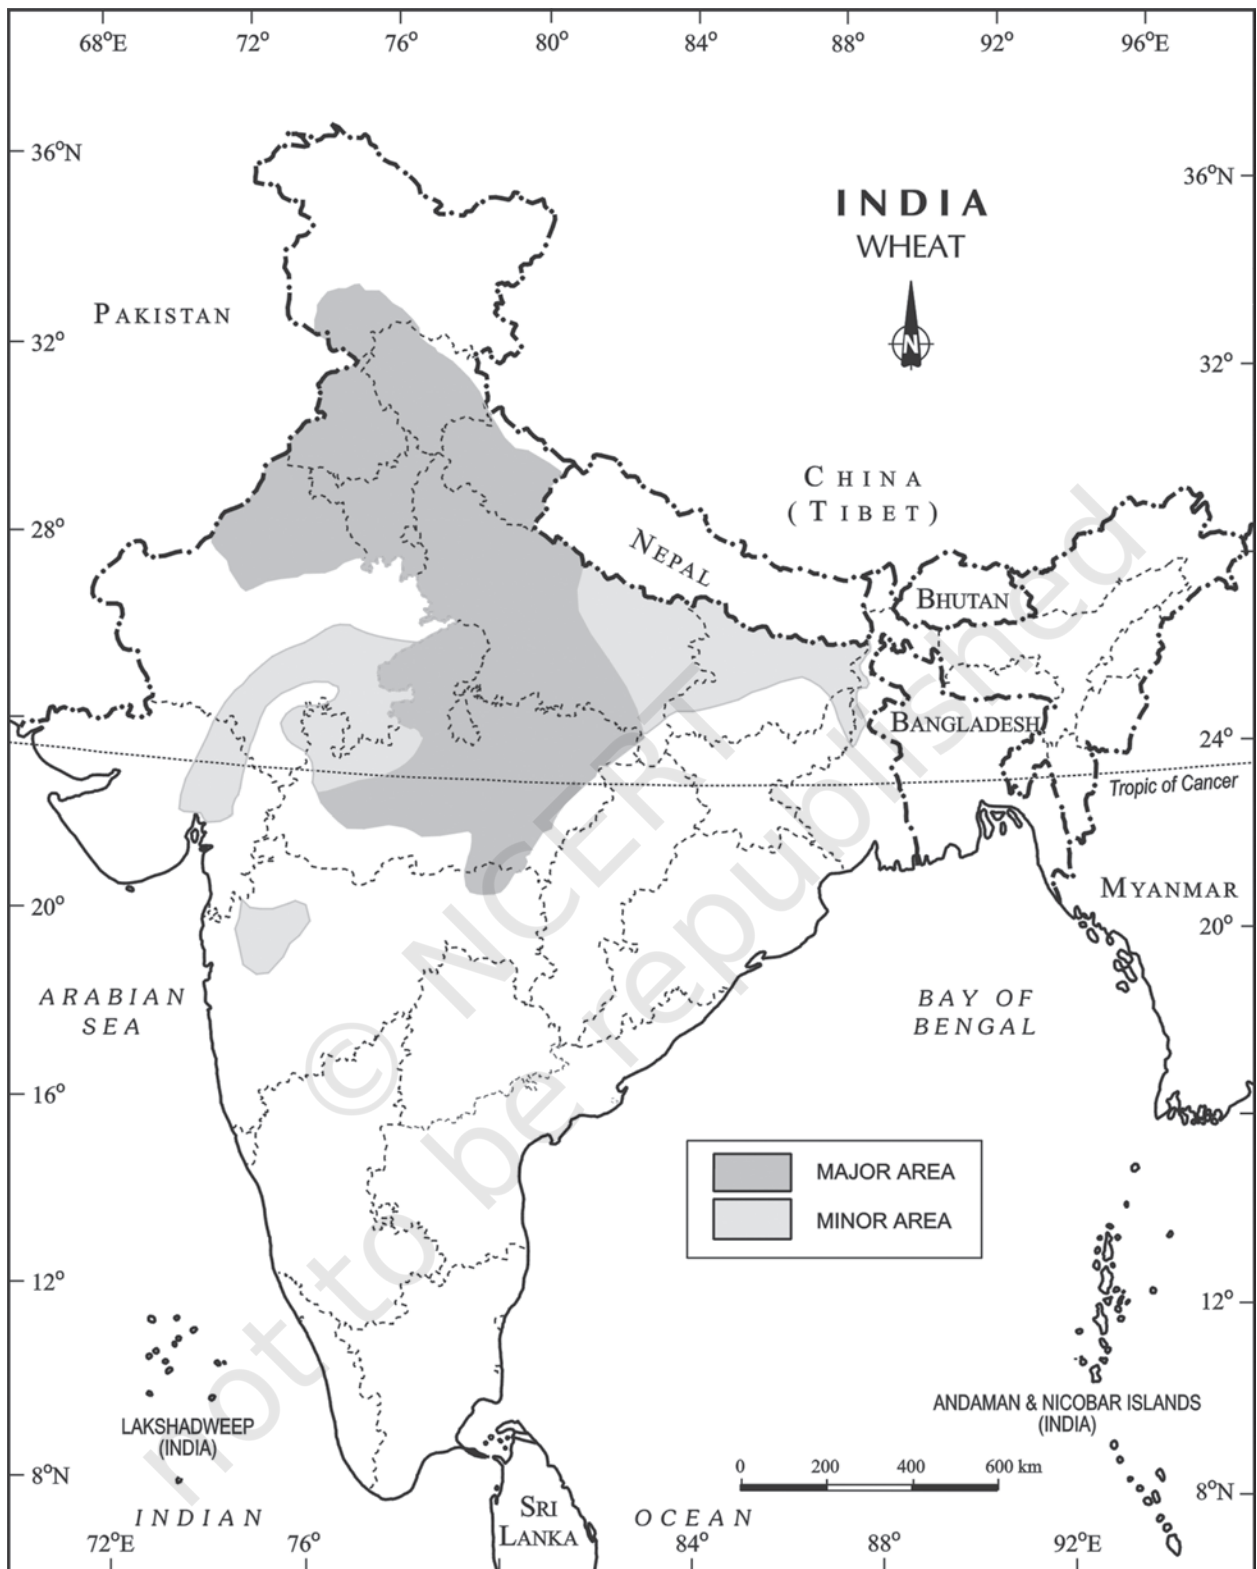 68°E 72° 76° 80° 84° 88° 92° 96°E
36°N
36°N
INDIA
WHEAT
N
PAKISTAN
32°
32°
CHINA
(TIBET)
28°
NEPAL
BHUTAN
BANGLADESH
24°
Tropic of Cancer
MYANMAR
20°
20°
ARABIAN
SEA
BAY OF
BENGAL
16°
MAJOR AREA
MINOR AREA
12°
12°
LAKSHADWEEP
(INDIA)
ANDAMAN & NICOBAR ISLANDS
(INDIA)
0 200 400 600 km
8°N
8°N
INDIAN OCEAN
SRI
LANKA
72°E 76° 84° 88° 92°E
© NCERT
not to be republished